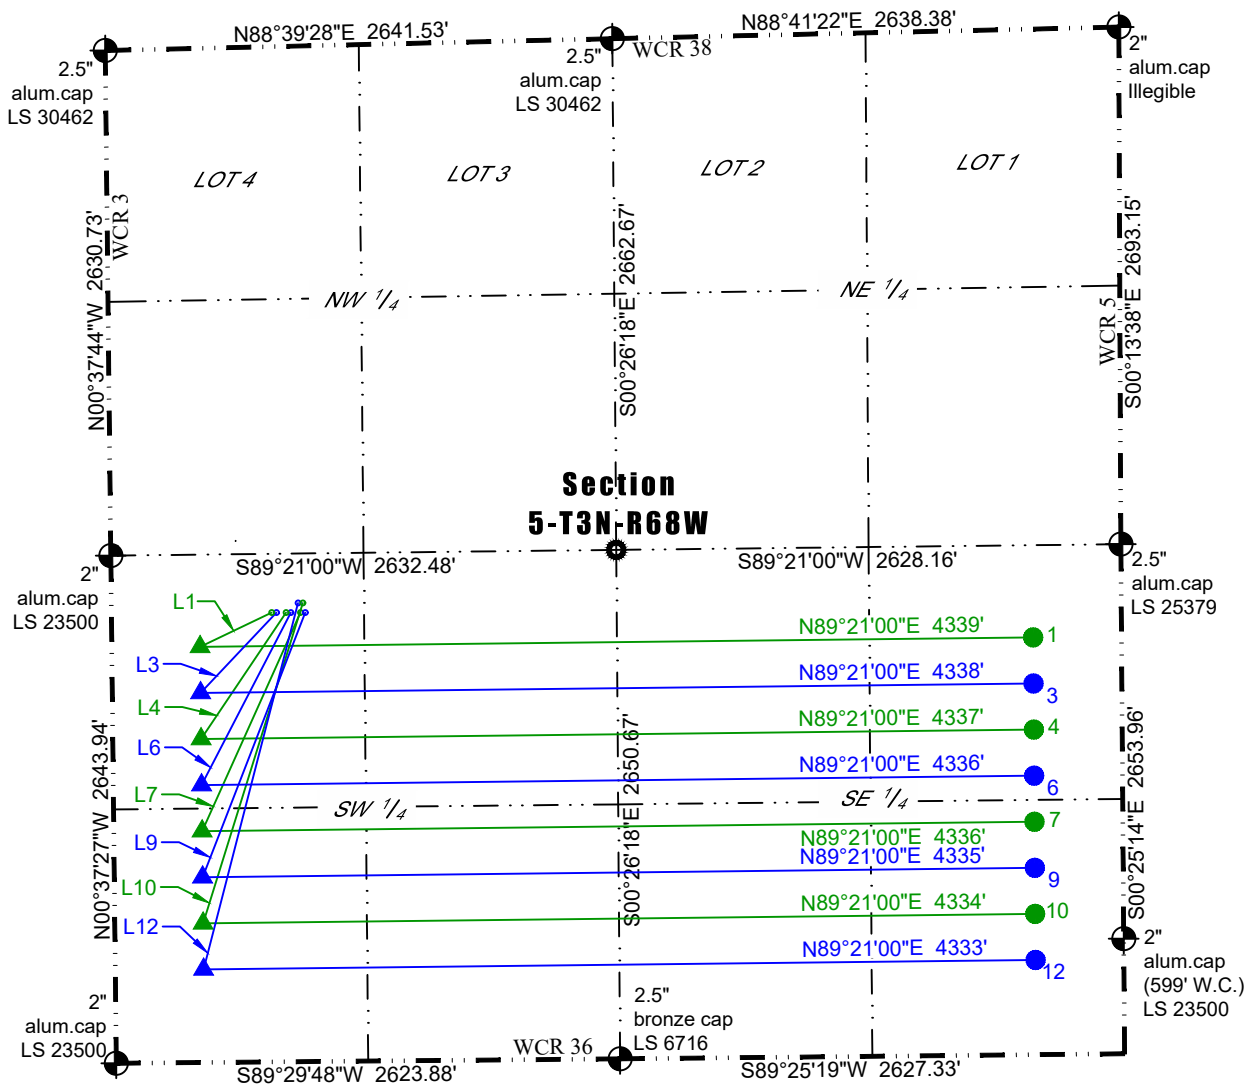 N88°39'28"E 2641.53'
N88°41'22"E 2638.38'
WCR 38
2.5"
alum.cap
LS 30462
2.5"
alum.cap
LS 30462
2"
alum.cap
Illegible
LOT 4
LOT 3
LOT 2
LOT 1
N00°37'44"W 2630.73'
WCR 3
S00°26'18"E 2662.67'
WCR 5
S00°13'38"E 2693.15'
NW 1/4
NE 1/4
Section
5-T3N-R68W
S89°21'00"W 2632.48'
S89°21'00"W 2628.16'
2"
alum.cap
LS 23500
2.5"
alum.cap
LS 25379
L1
L3
L4
L6
L7
L9
L10
L12
N89°21'00"E 4339'
1
N89°21'00"E 4338'
3
N89°21'00"E 4337'
4
N89°21'00"E 4336'
6
N89°21'00"E 4336'
7
N89°21'00"E 4335'
9
N89°21'00"E 4334'
10
N89°21'00"E 4333'
12
N00°37'27"W 2643.94'
S00°26'18"E 2650.67'
S00°25'14"E 2653.96'
SW 1/4
SE 1/4
2"
alum.cap
(599' W.C.)
LS 23500
2"
alum.cap
LS 23500
2.5"
bronze cap
LS 6716
WCR 36
S89°29'48"W 2623.88'
S89°25'19"W 2627.33'